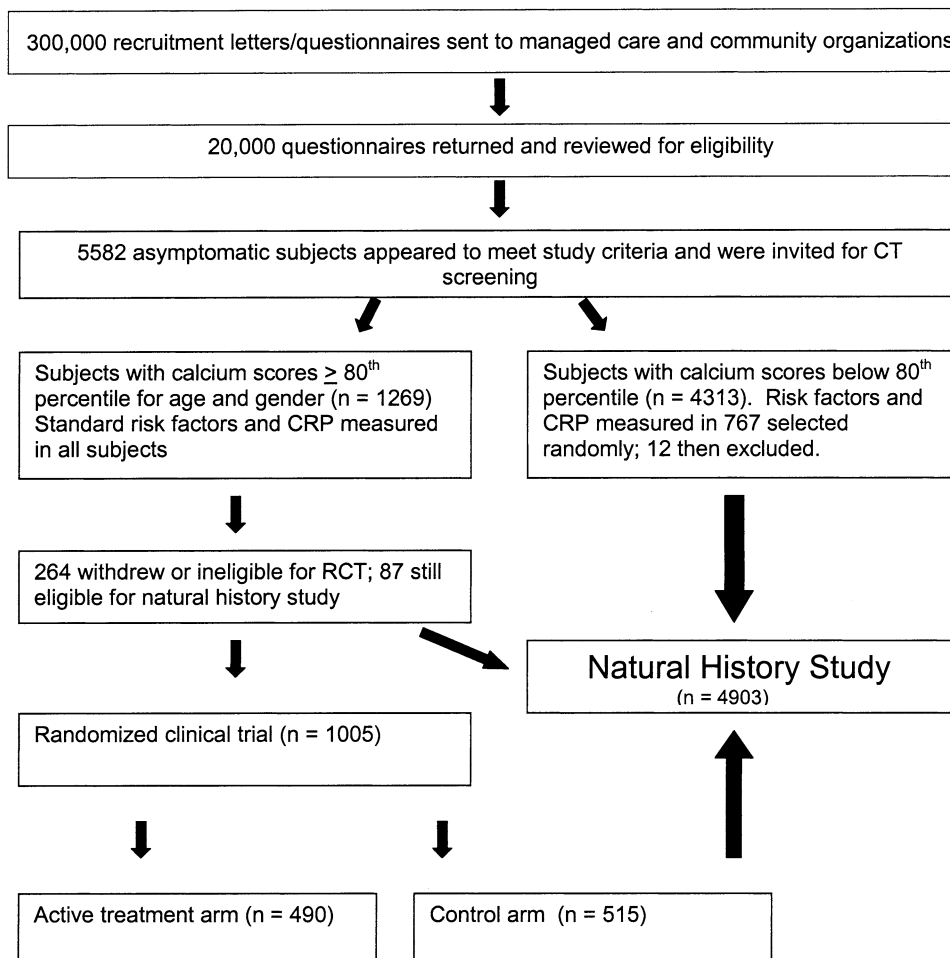 300,000 recruitment letters/questionnaires sent to managed care and community organizations
20,000 questionnaires returned and reviewed for eligibility
5582 asymptomatic subjects appeared to meet study criteria and were invited for CT
screening
Subjects with calcium scores ≥ 80th
percentile for age and gender (n = 1269)
Standard risk factors and CRP measured
in all subjects
Subjects with calcium scores below 80th
percentile (n = 4313).  Risk factors and
CRP measured in 767 selected
randomly; 12 then excluded.
264 withdrew or ineligible for RCT; 87 still
eligible for natural history study
Natural History Study
(n = 4903)
Randomized clinical trial (n = 1005)
Active treatment arm (n = 490)
Control arm  (n = 515)